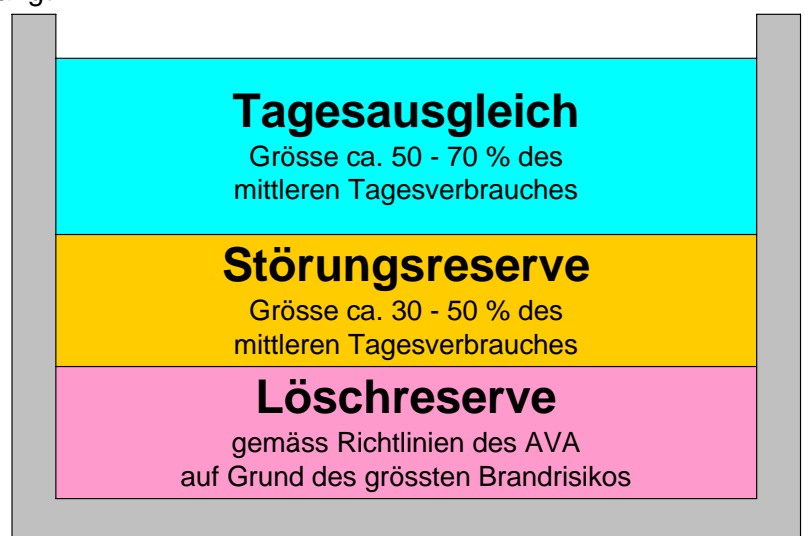 Tagesausgleich
Grösse ca. 50 - 70 % des
mittleren Tagesverbrauches
Störungsreserve
Grösse ca. 30 - 50 % des
mittleren Tagesverbrauches
Löschreserve
gemäss Richtlinien des AVA
auf Grund des grössten Brandrisikos